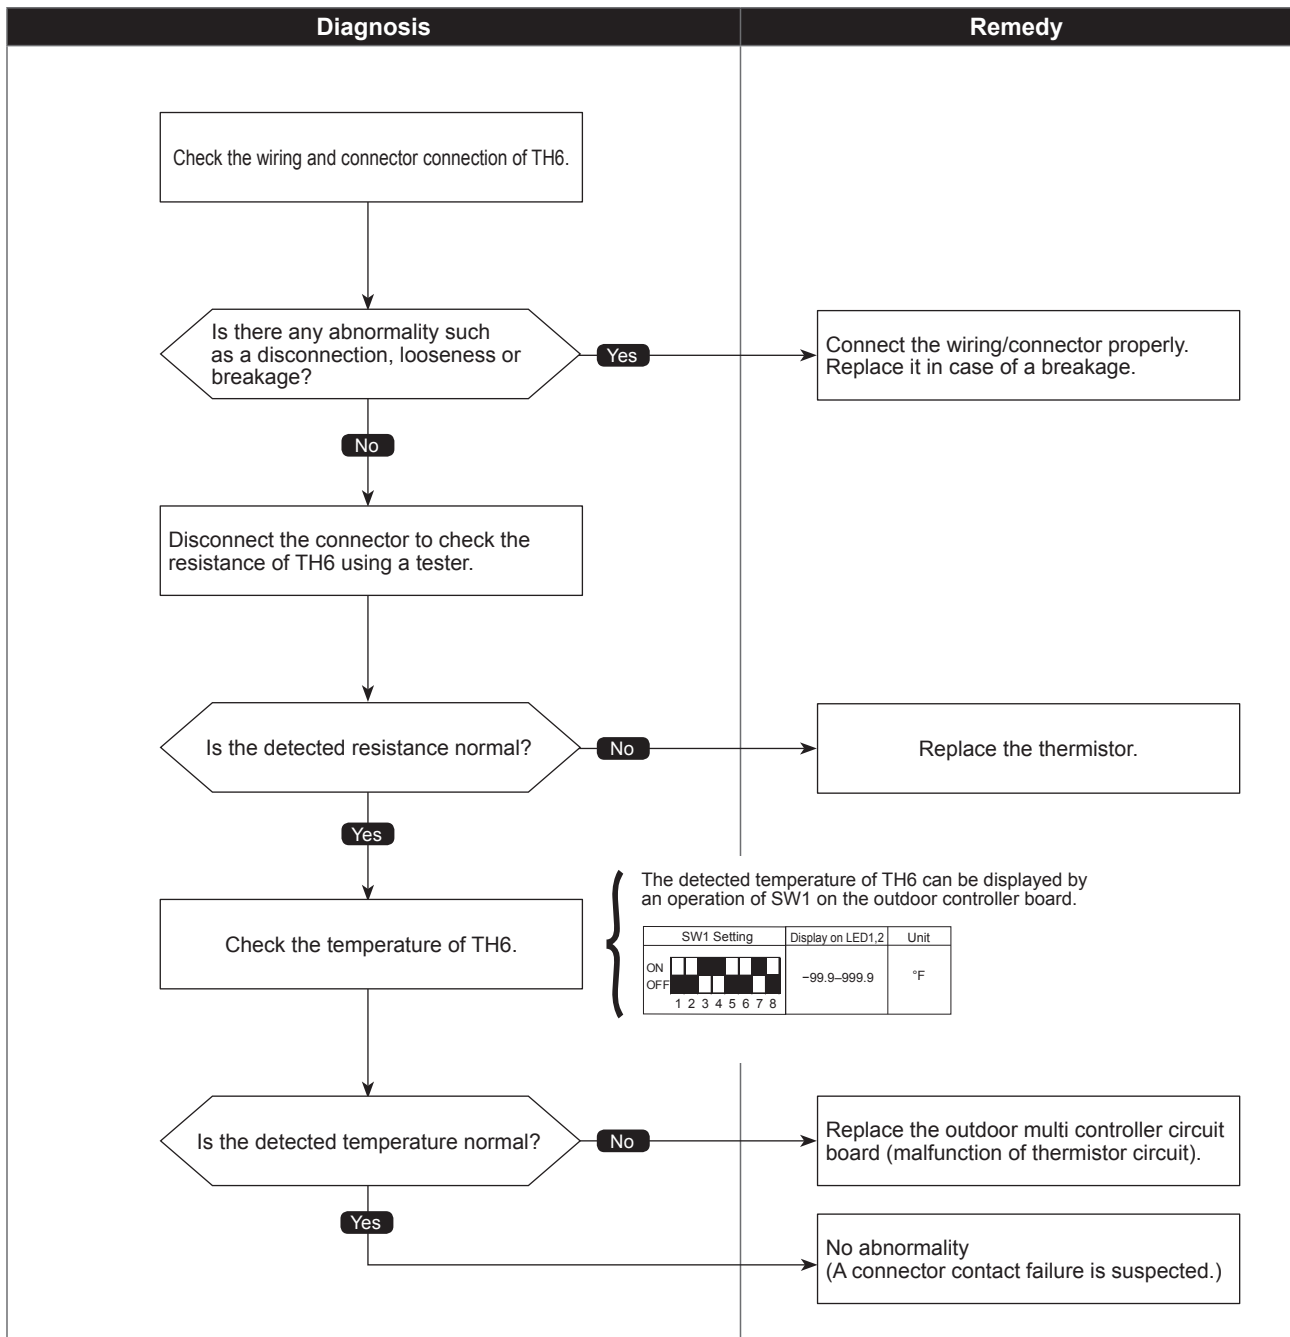 Diagnosis
Remedy
Check the wiring and connector connection of TH6.
Is there any abnormality such
as a disconnection, looseness or
breakage?
Yes
Connect the wiring/connector properly.
Replace it in case of a breakage.
No
Disconnect the connector to check the
resistance of TH6 using a tester.
Is the detected resistance normal?
No
Replace the thermistor.
Yes
Check the temperature of TH6.
The detected temperature of TH6 can be displayed by
an operation of SW1 on the outdoor controller board.
SW1 Setting
Display on LED1,2
Unit
ON
OFF
1 2 3 4 5 6 7 8
−99.9–999.9
°F
Is the detected temperature normal?
No
Replace the outdoor multi controller circuit
board (malfunction of thermistor circuit).
Yes
No abnormality
(A connector contact failure is suspected.)